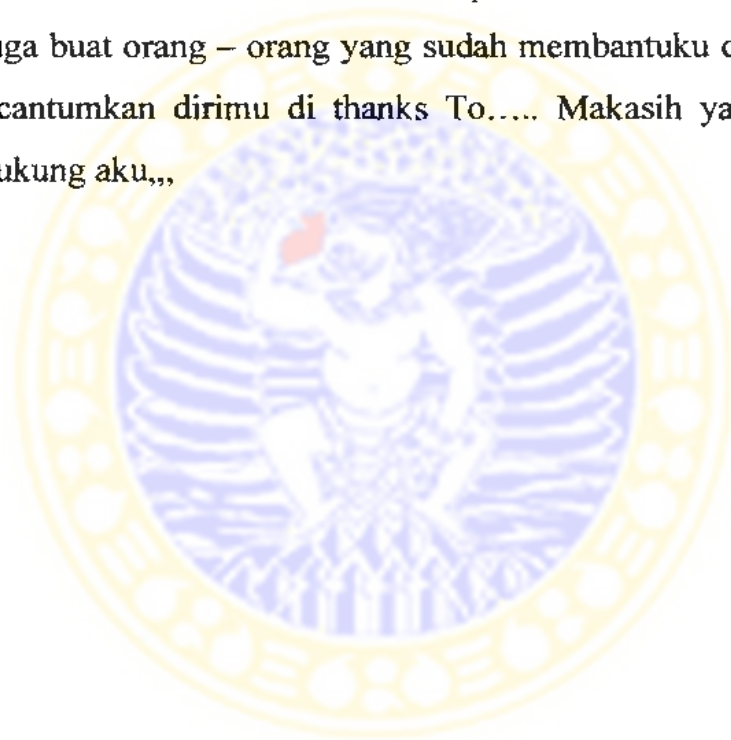 uga buat orang – orang yang sudah membantuku
cantumkan dirimu di thanks To..... Makasih ya
ukung aku,,,